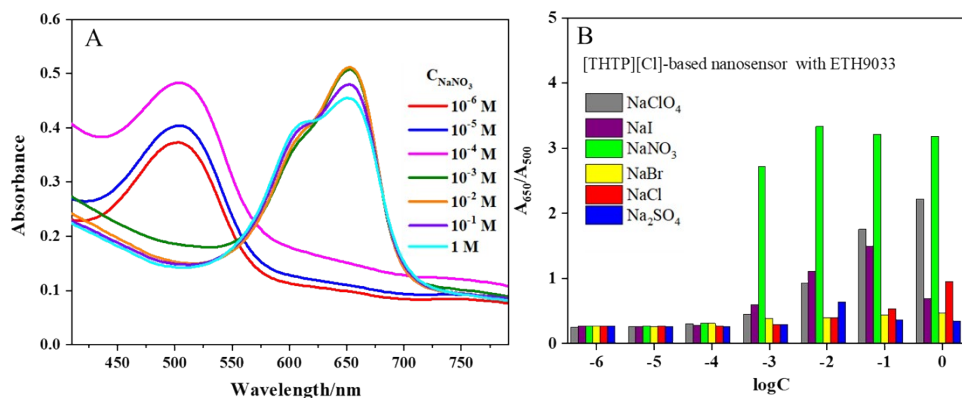 A
C_NaNO₃
10⁻⁶ M
10⁻⁵ M
10⁻⁴ M
10⁻³ M
10⁻² M
10⁻¹ M
1 M
0.6
0.5
0.4
0.3
0.2
0.1
0.0
Absorbance
450 500 550 600 650 700 750
Wavelength/nm
B
[THTP][Cl]-based nanosensor with ETH9033
NaClO₄
NaI
NaNO₃
NaBr
NaCl
Na₂SO₄
5
4
3
2
1
0
A₆₅₀/A₅₀₀
-6 -5 -4 -3 -2 -1 0
logC